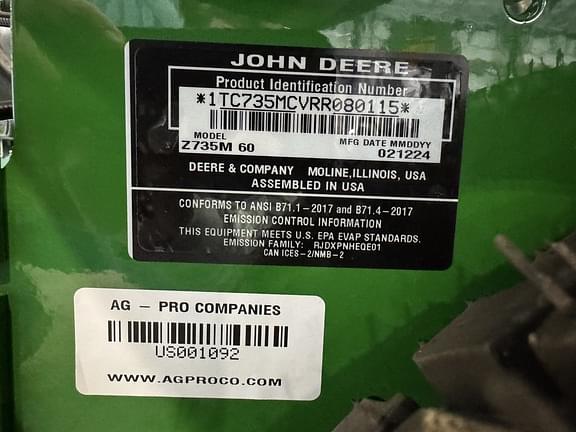 JOHN DEERE
Product Identification Number
*1TC735MCVRR080115*
MODEL MFG DATE MMDDYY
Z735M 60 021224
DEERE & COMPANY MOLINE, ILLINOIS, USA
ASSEMBLED IN USA
CONFORMS TO ANSI B71.1-2017 and B71.4-2017
EMISSION CONTROL INFORMATION
THIS EQUIPMENT MEETS U.S. EPA EVAP STANDARDS.
EMISSION FAMILY: RJDXPNHEQE01
CAN ICES-2/NMB-2
AG - PRO COMPANIES
US001092
WWW.AGPROCO.COM